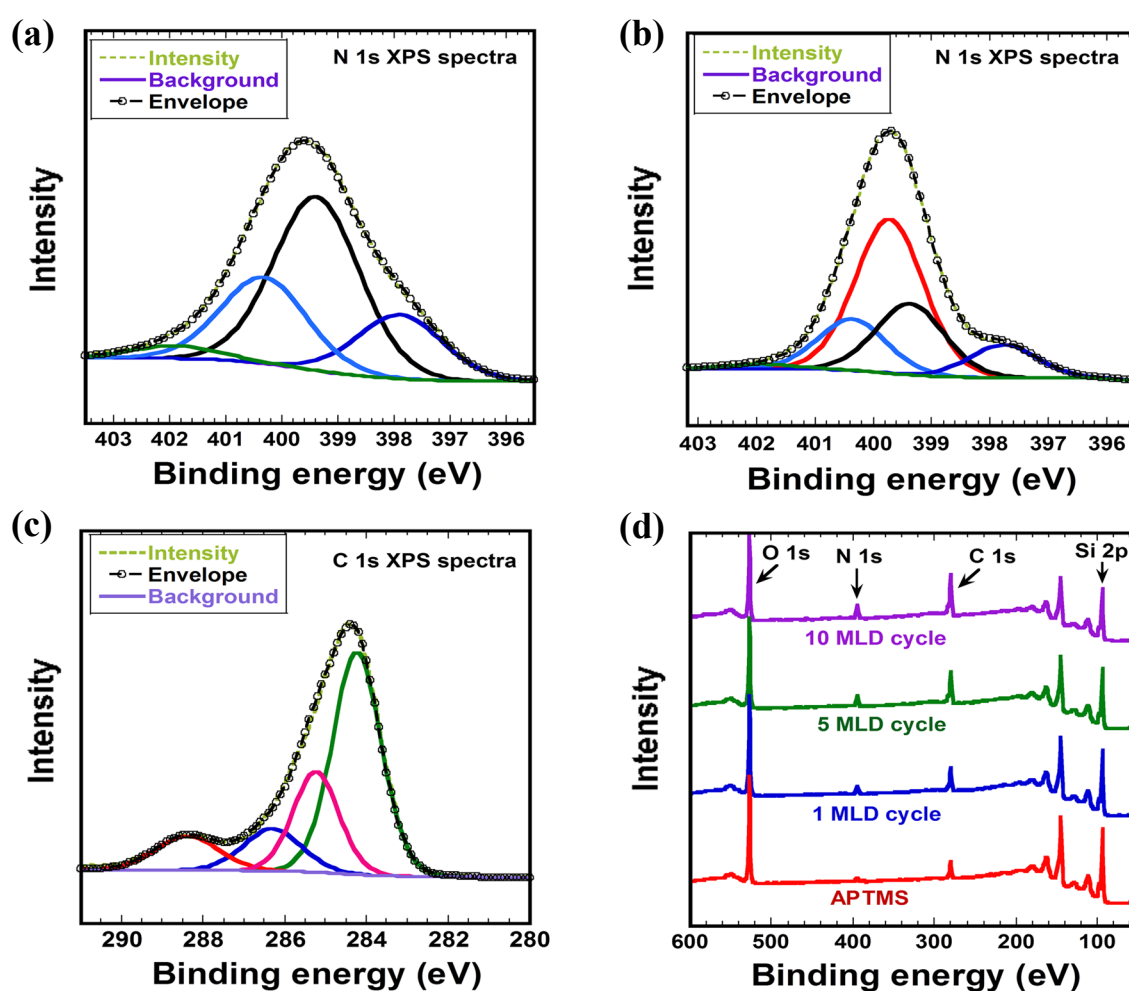 (a)
Intensity
Background
Envelope
N 1s XPS spectra
Intensity
403 402 401 400 399 398 397 396
Binding energy (eV)
(b)
Intensity
Background
Envelope
N 1s XPS spectra
Intensity
403 402 401 400 399 398 397 396
Binding energy (eV)
(c)
Intensity
Envelope
Background
C 1s XPS spectra
Intensity
290 288 286 284 282 280
Binding energy (eV)
(d)
O 1s
N 1s
C 1s
Si 2p
10 MLD cycle
5 MLD cycle
1 MLD cycle
APTMS
Intensity
600 500 400 300 200 100
Binding energy (eV)